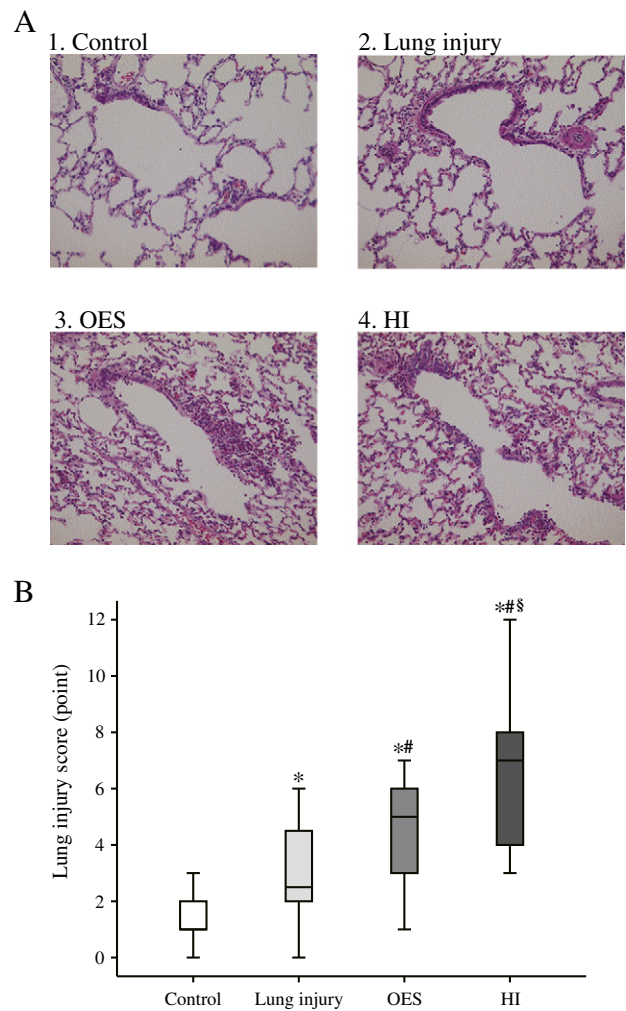 A
1. Control
2. Lung injury
3. OES
4. HI
B
Lung injury score (point)
12
10
8
6
4
2
0
*
*#
*#§
Control
Lung injury
OES
HI